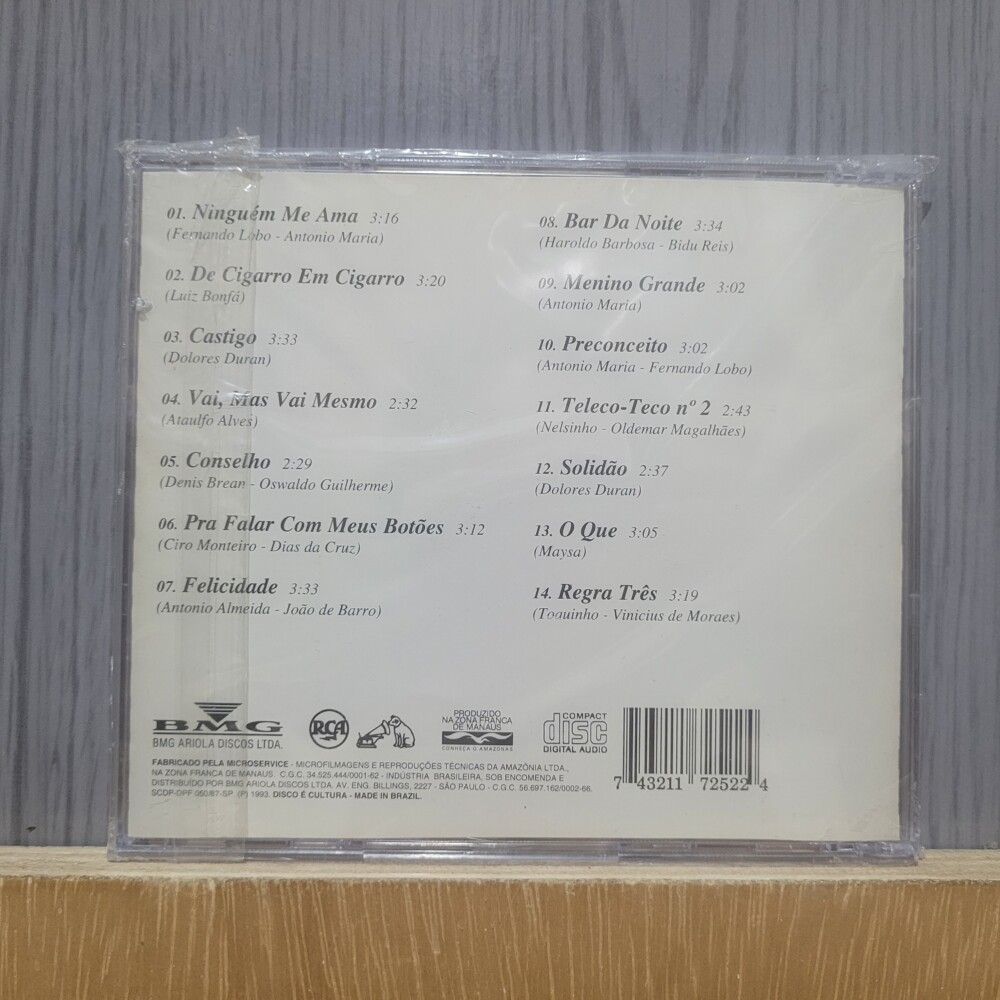 01. Ninguém Me Ama 3:16
(Fernando Lobo - Antonio Maria)
02. De Cigarro Em Cigarro 3:20
(Luiz Bonfá)
03. Castigo 3:33
(Dolores Duran)
04. Vai, Mas Vai Mesmo 2:32
(Ataulfo Alves)
05. Conselho 2:29
(Denis Brean - Oswaldo Guilherme)
06. Pra Falar Com Meus Botões 3:12
(Ciro Monteiro - Dias da Cruz)
07. Felicidade 3:33
(Antonio Almeida - João de Barro)
08. Bar Da Noite 3:34
(Haroldo Barbosa - Bidu Reis)
09. Menino Grande 3:02
(Antonio Maria)
10. Preconceito 3:02
(Antonio Maria - Fernando Lobo)
11. Teleco-Teco nº 2 2:43
(Nelsinho - Oldemar Magalhães)
12. Solidão 2:37
(Dolores Duran)
13. O Que 3:05
(Maysa)
14. Regra Três 3:19
(Toquinho - Vinicius de Moraes)
BMG
BMG ARIOLA DISCOS LTDA.
RCA
PRODUZIDO
NA ZONA FRANCA
DE MANAUS
CONHEÇA O AMAZONAS
COMPACT
disc
DIGITAL AUDIO
FABRICADO PELA MICROSERVICE - MICROFILMAGENS E REPRODUÇÕES TÉCNICAS DA AMAZÔNIA LTDA.,
NA ZONA FRANCA DE MANAUS. C.G.C. 34.525.444/0001-62 - INDÚSTRIA BRASILEIRA, SOB ENCOMENDA E
DISTRIBUÍDO POR BMG ARIOLA DISCOS LTDA. AV. ENG. BILLINGS, 2227 - SÃO PAULO - C.G.C. 56.697.162/0002-66.
SCDP-DPF 050/87-SP. (P) 1993. DISCO É CULTURA - MADE IN BRAZIL.
7 43211 72522 4